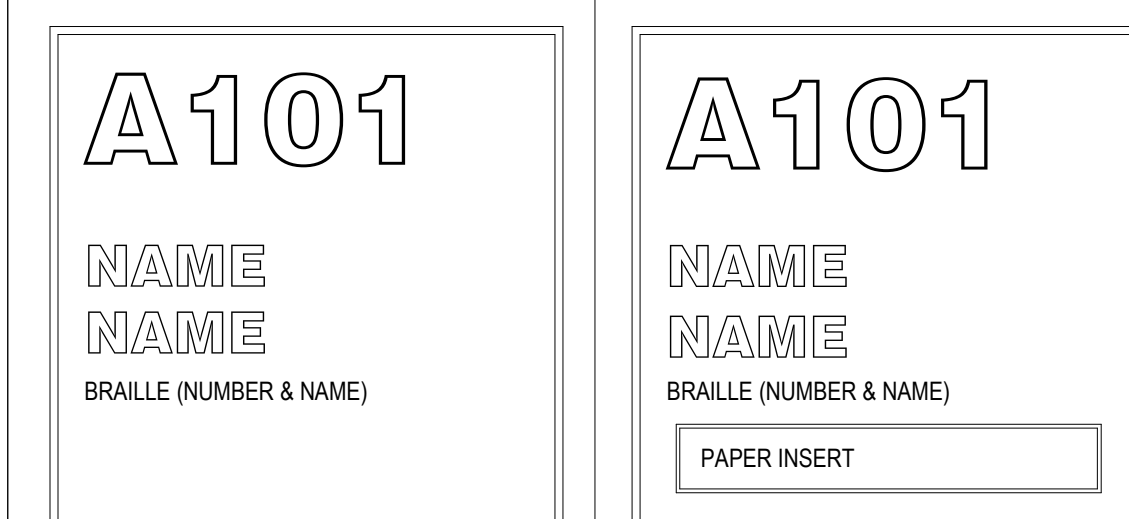 A101
NAME
NAME
BRAILLE (NUMBER & NAME)
A101
NAME
NAME
BRAILLE (NUMBER & NAME)
PAPER INSERT